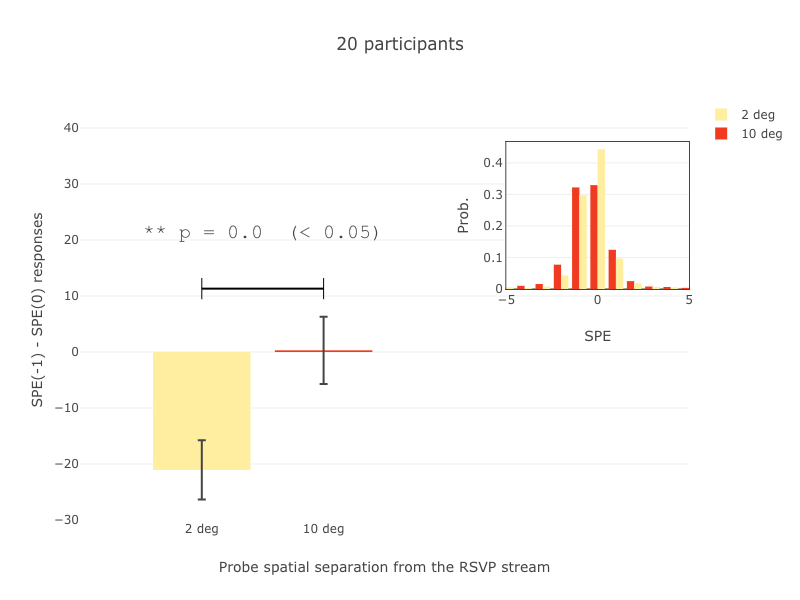 20 participants
2 deg
10 deg
40
30
20
10
0
−10
−20
−30
SPE(-1) - SPE(0) responses
** p = 0.0  (< 0.05)
2 deg
10 deg
Probe spatial separation from the RSVP stream
0.4
0.3
0.2
0.1
0
Prob.
−5
0
5
SPE